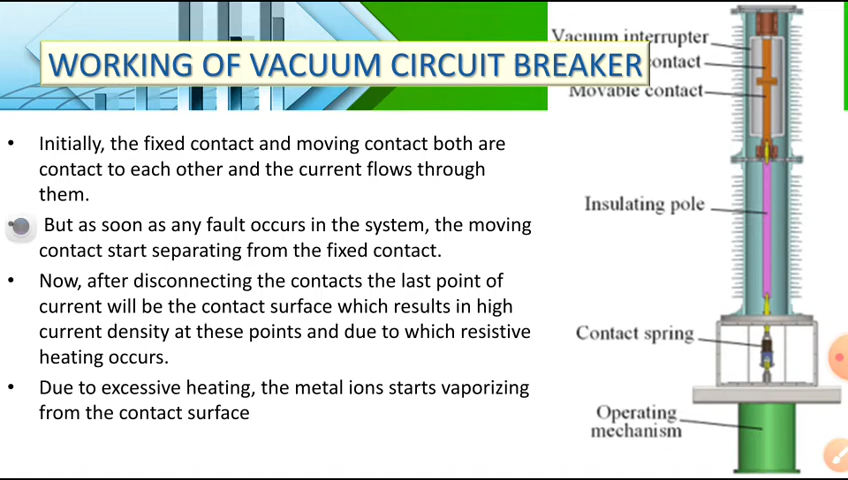 WORKING OF VACUUM CIRCUIT BREAKER
• Initially, the fixed contact and moving contact both are
contact to each other and the current flows through
them.
But as soon as any fault occurs in the system, the moving
contact start separating from the fixed contact.
• Now, after disconnecting the contacts the last point of
current will be the contact surface which results in high
current density at these points and due to which resistive
heating occurs.
• Due to excessive heating, the metal ions starts vaporizing
from the contact surface
Vacuum interrupter
contact
Movable contact
Insulating pole
Contact spring
Operating
mechanism